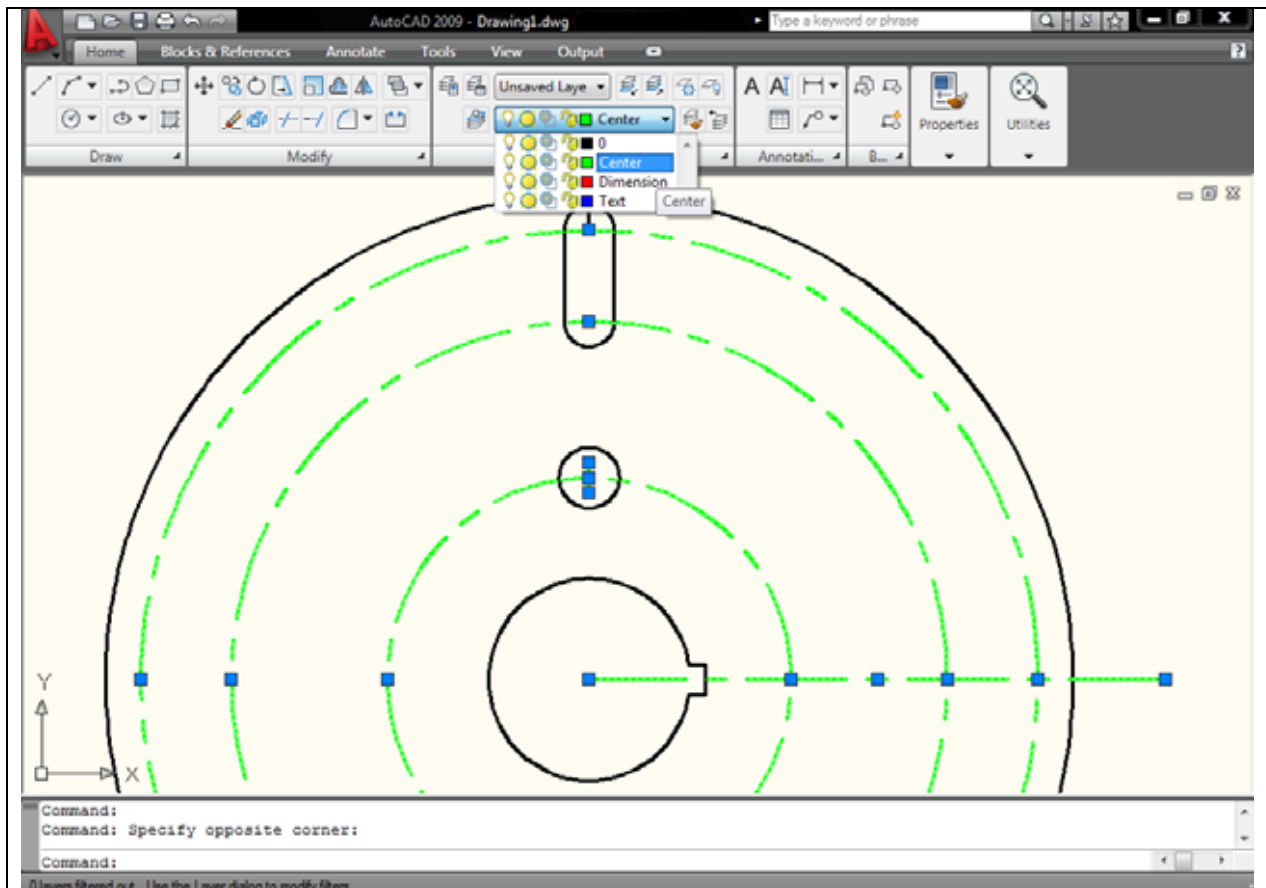 AutoCAD 2009 - Drawing1.dwg
Type a keyword or phrase
Home Blocks & References Annotate Tools View Output
Unsaved Laye
A A
Center
Properties
Utilities
Draw Modify Annotati... B...
0
Center
Dimension
Text
Center
Y
X
Command:
Command: Specify opposite corner:
Command:
0 layers filtered out. Use the Layer dialog to modify filters